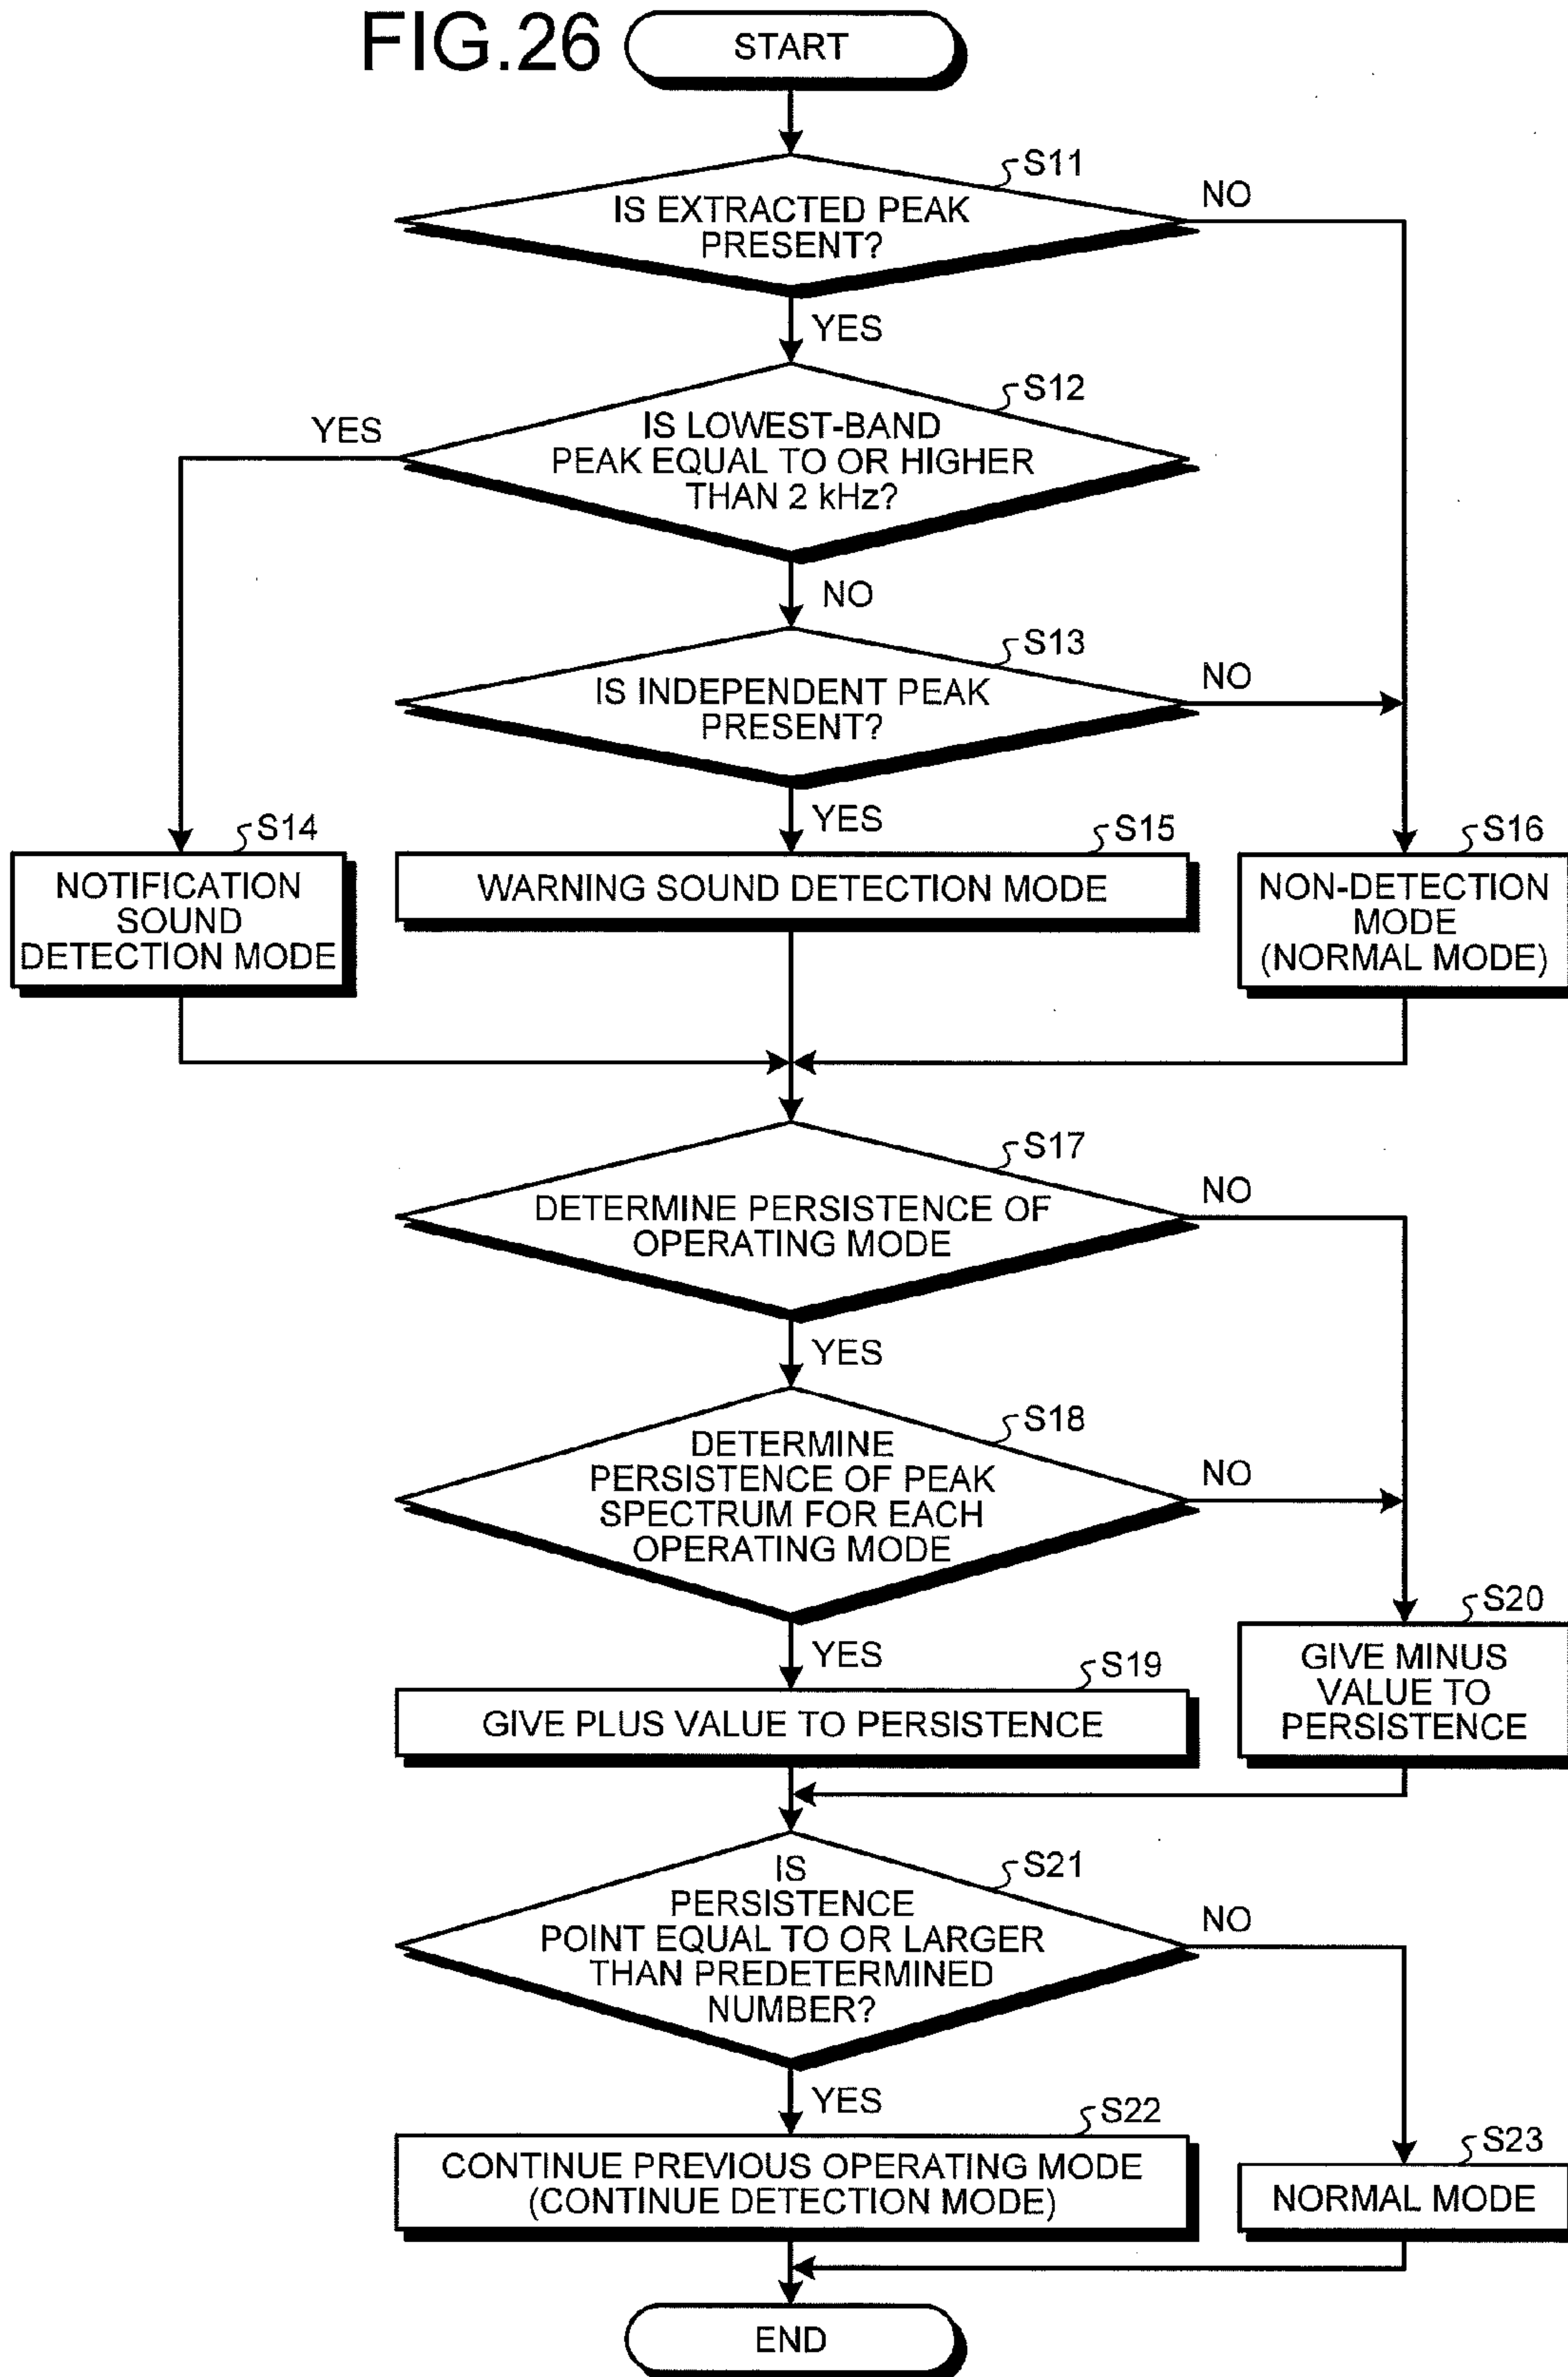 FIG.26
START
S11
IS EXTRACTED PEAK
PRESENT?
NO
YES
S12
IS LOWEST-BAND
PEAK EQUAL TO OR HIGHER
THAN 2 kHz?
YES
NO
S13
IS INDEPENDENT PEAK
PRESENT?
NO
YES
S14
NOTIFICATION
SOUND
DETECTION MODE
S15
WARNING SOUND DETECTION MODE
S16
NON-DETECTION
MODE
(NORMAL MODE)
S17
DETERMINE PERSISTENCE OF
OPERATING MODE
NO
YES
S18
DETERMINE
PERSISTENCE OF PEAK
SPECTRUM FOR EACH
OPERATING MODE
NO
YES
S19
GIVE PLUS VALUE TO PERSISTENCE
S20
GIVE MINUS
VALUE TO
PERSISTENCE
S21
IS
PERSISTENCE
POINT EQUAL TO OR LARGER
THAN PREDETERMINED
NUMBER?
NO
YES
S22
CONTINUE PREVIOUS OPERATING MODE
(CONTINUE DETECTION MODE)
S23
NORMAL MODE
END